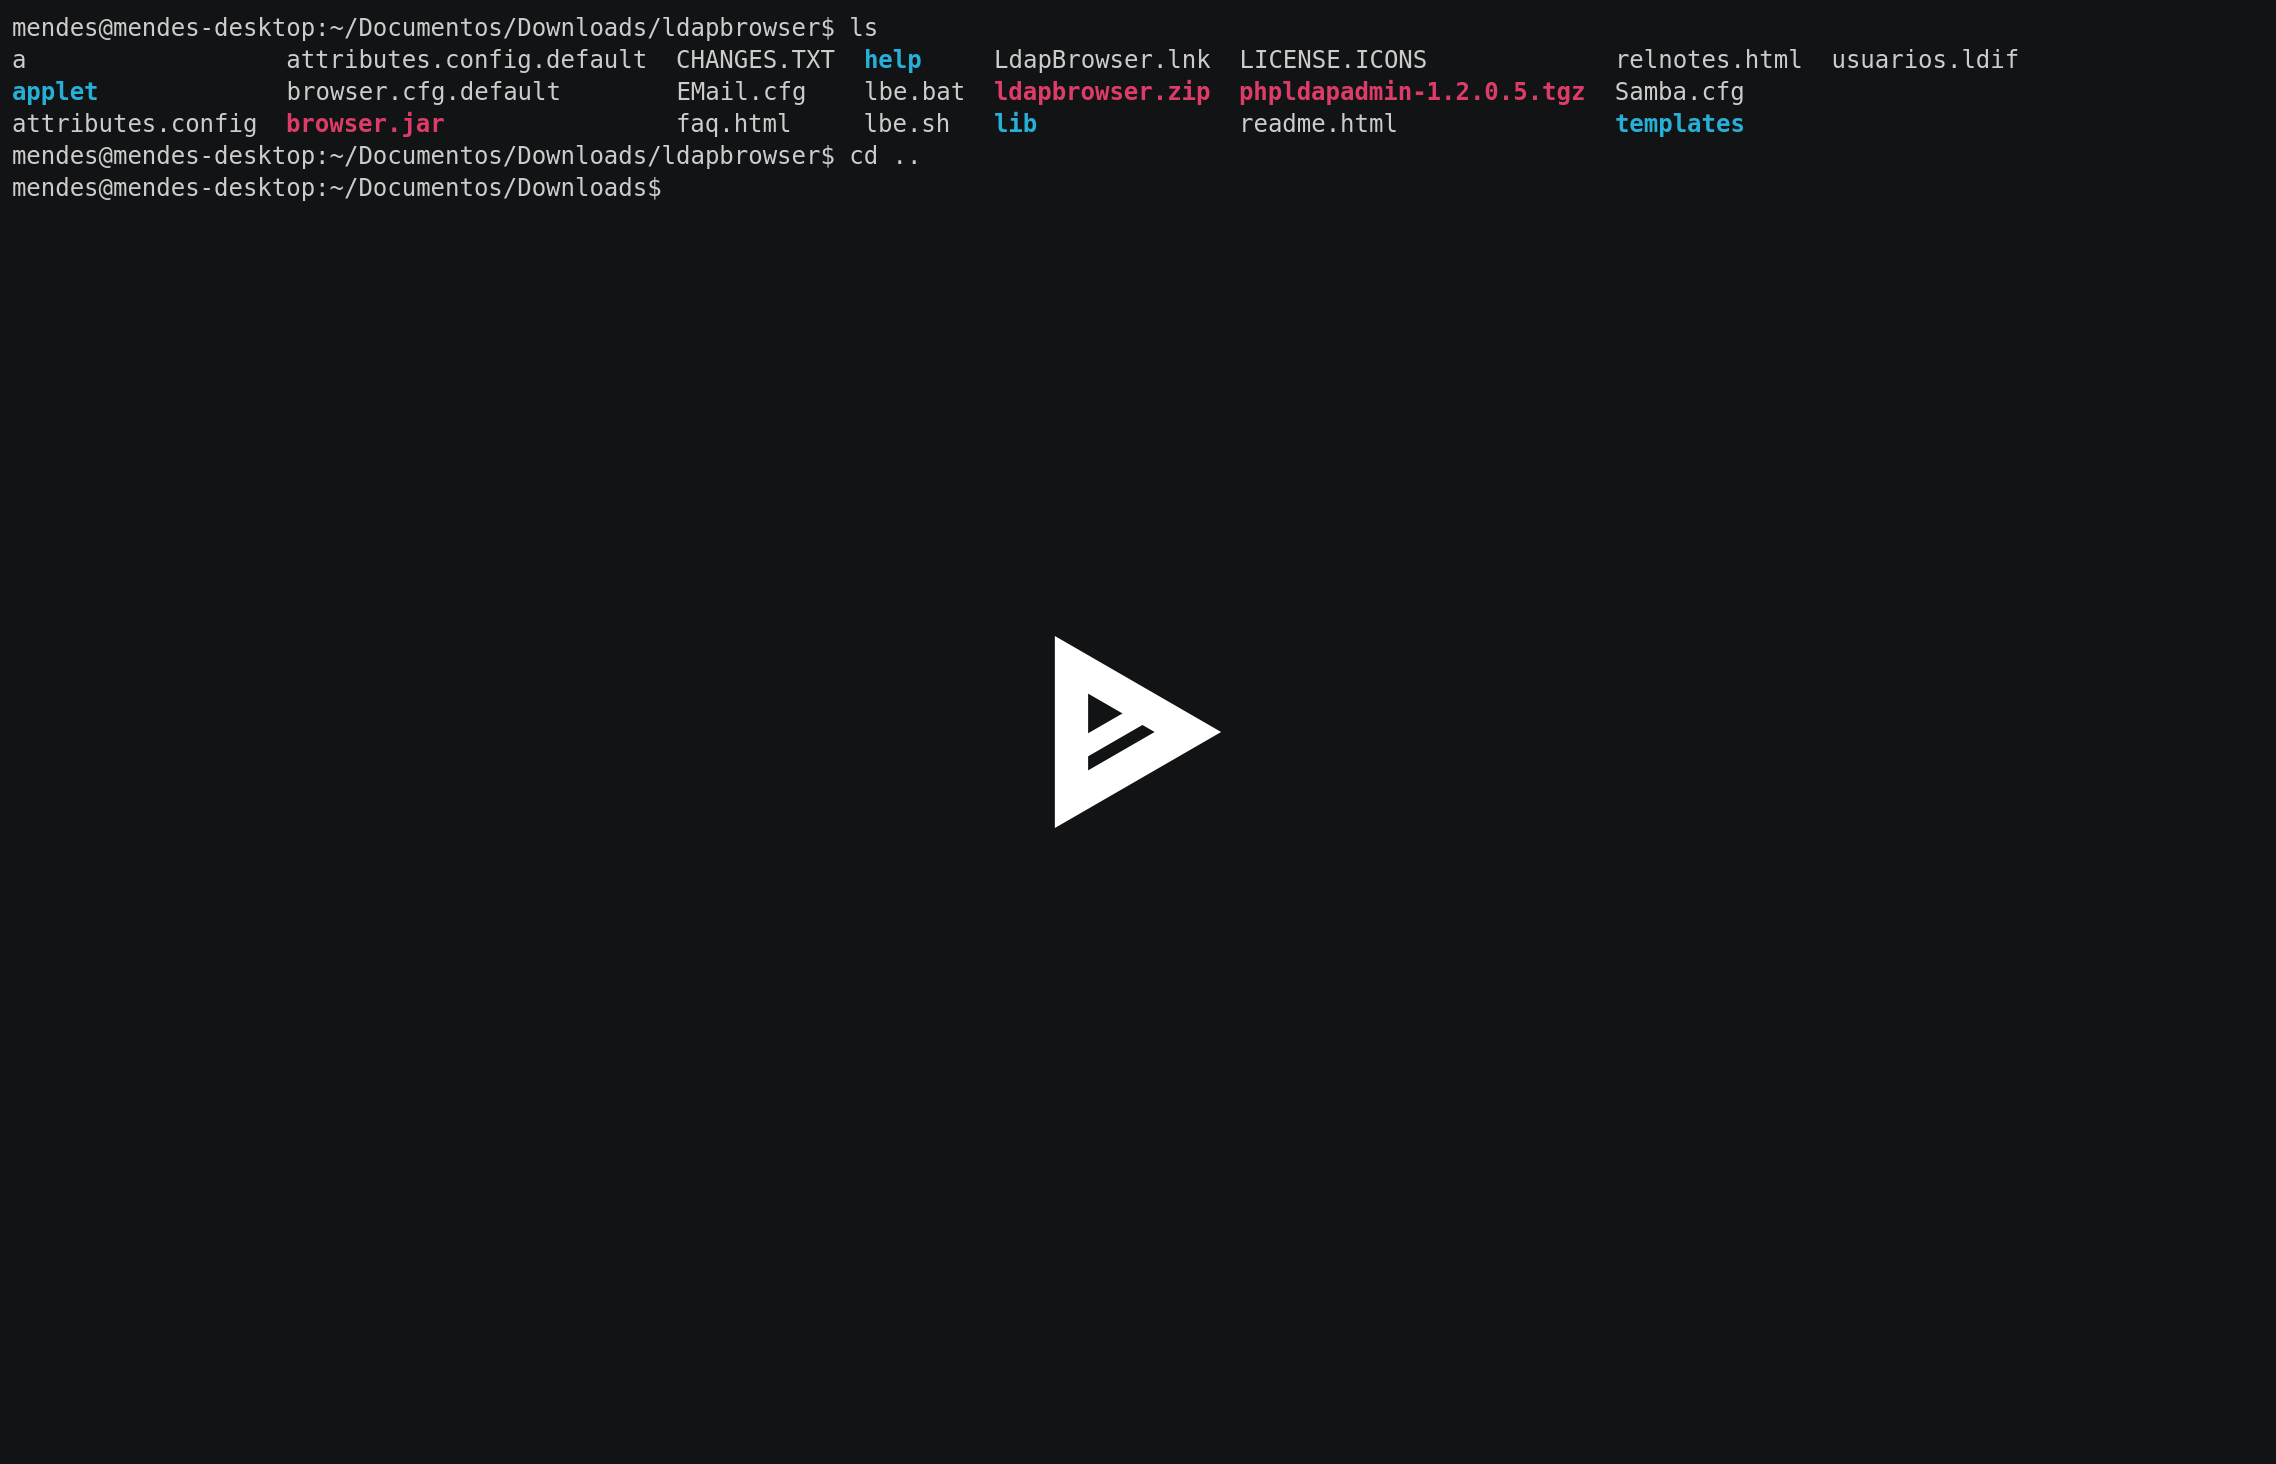 mendes@mendes-desktop:~/Documentos/Downloads/ldapbrowser$ ls
a                  attributes.config.default  CHANGES.TXT  help     LdapBrowser.lnk  LICENSE.ICONS             relnotes.html  usuarios.ldif
applet             browser.cfg.default        EMail.cfg    lbe.bat  ldapbrowser.zip  phpldapadmin-1.2.0.5.tgz  Samba.cfg
attributes.config  browser.jar                faq.html     lbe.sh   lib              readme.html               templates
mendes@mendes-desktop:~/Documentos/Downloads/ldapbrowser$ cd ..
mendes@mendes-desktop:~/Documentos/Downloads$